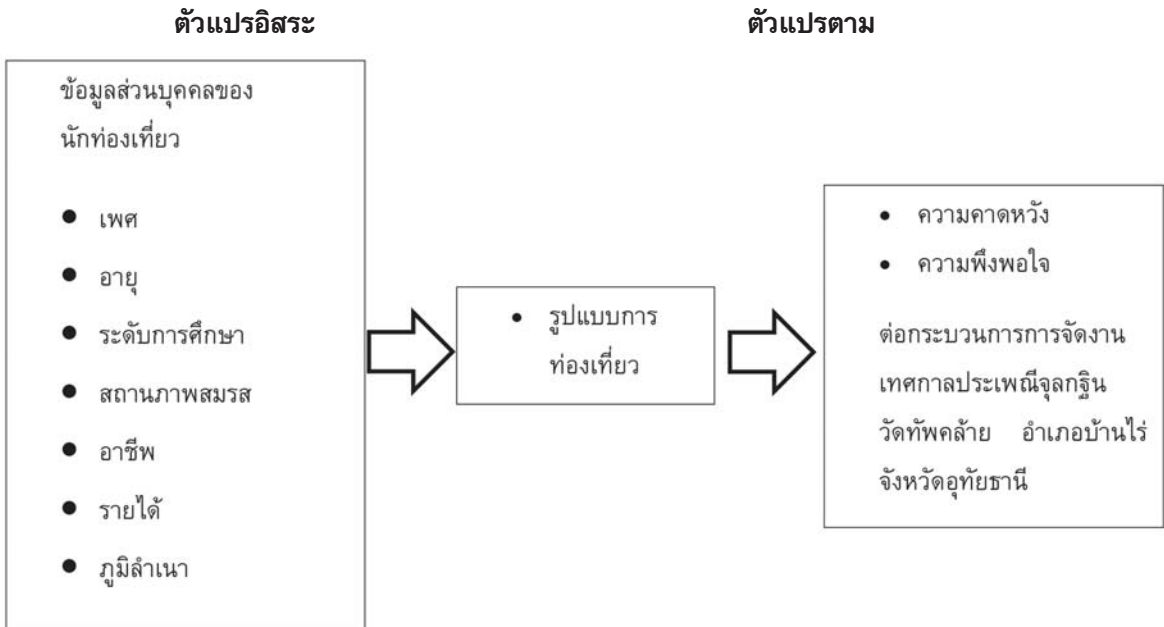 ตัวแปรอิสระ
ตัวแปรตาม
ข้อมูลส่วนบุคคลของ
นักท่องเที่ยว
● เพศ
● อายุ
● ระดับการศึกษา
● สถานภาพสมรส
● อาชีพ
● รายได้
● ภูมิลำเนา
• รูปแบบการ
ท่องเที่ยว
• ความคาดหวัง
• ความพึงพอใจ
ต่อกระบวนการการจัดงาน
เทศกาลประเพณีจุลกฐิน
วัดทัพคล้าย อำเภอบ้านไร่
จังหวัดอุทัยธานี